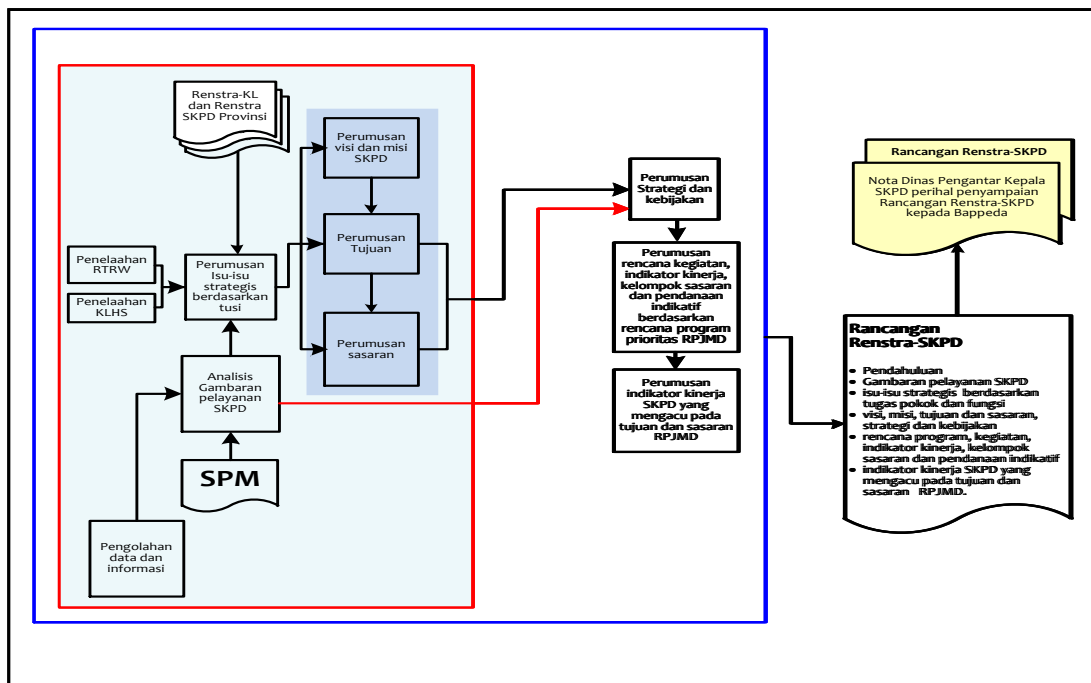 Renstra-KL
dan Renstra
SKPD Provinsi
Perumusan
visi dan misi
SKPD
Perumusan
Tujuan
Perumusan
sasaran
Penelaahan
RTRW
Penelaahan
KLHS
Perumusan
Isu-isu
strategis
berdasarkan
tusi
Analisis
Gambaran
pelayanan
SKPD
SPM
Pengolahan
data dan
informasi
Perumusan
Strategi dan
kebijakan
Perumusan
rencana kegiatan,
indikator kinerja,
kelompok sasaran
dan pendanaan
indikatif
berdasarkan
rencana program
prioritas RPJMD
Perumusan
indikator kinerja
SKPD yang
mengacu pada
tujuan dan sasaran
RPJMD
Rancangan Renstra-SKPD
Nota Dinas Pengantar Kepala
SKPD perihal penyampaian
Rancangan Renstra-SKPD
kepada Bappeda
Rancangan
Renstra-SKPD
• Pendahuluan
• Gambaran pelayanan SKPD
• isu-isu strategis berdasarkan
tugas pokok dan fungsi
• visi, misi, tujuan dan sasaran,
strategi dan kebijakan
• rencana program, kegiatan,
indikator kinerja, kelompok
sasaran dan pendanaan indikatif
• indikator kinerja SKPD yang
mengacu pada tujuan dan
sasaran RPJMD.